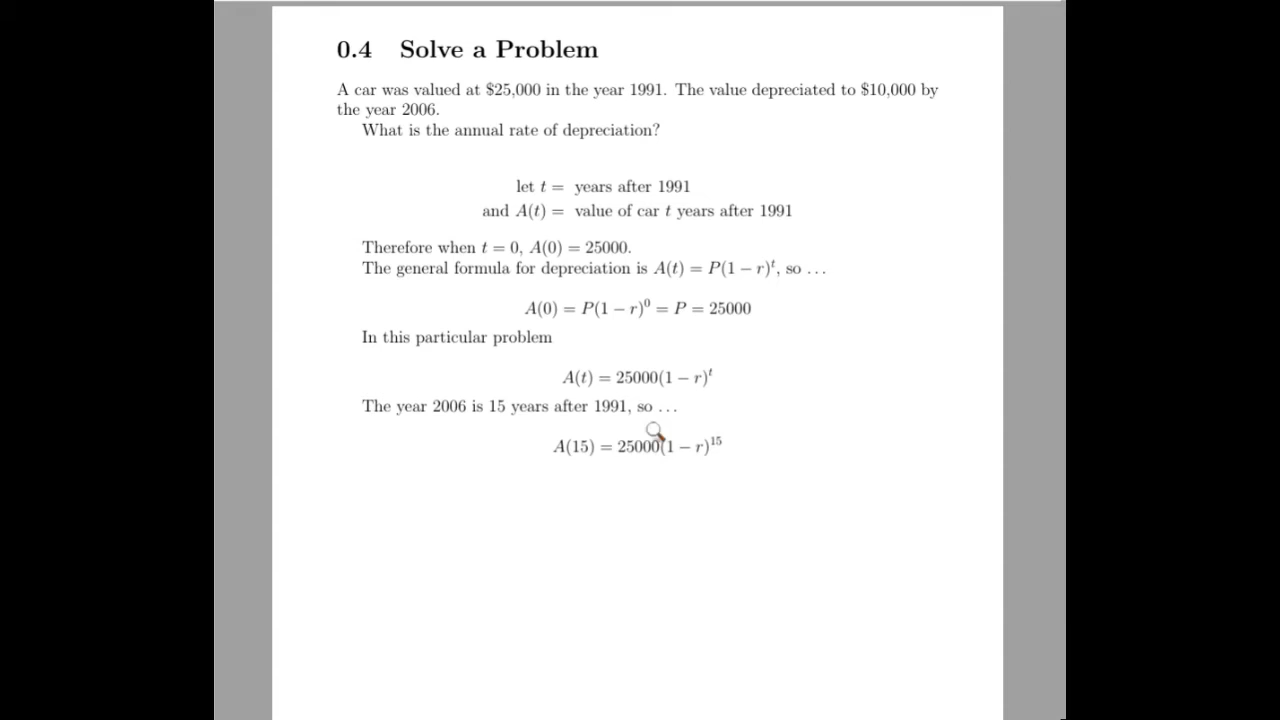 0.4 Solve a Problem
A car was valued at $25,000 in the year 1991. The value depreciated to $10,000 by
the year 2006.
What is the annual rate of depreciation?
let t = years after 1991
and A(t) = value of car t years after 1991
Therefore when t = 0, A(0) = 25000.
The general formula for depreciation is A(t) = P(1 − r)^t, so ...
A(0) = P(1 − r)^0 = P = 25000
In this particular problem
A(t) = 25000(1 − r)^t
The year 2006 is 15 years after 1991, so ...
A(15) = 25000(1 − r)^15